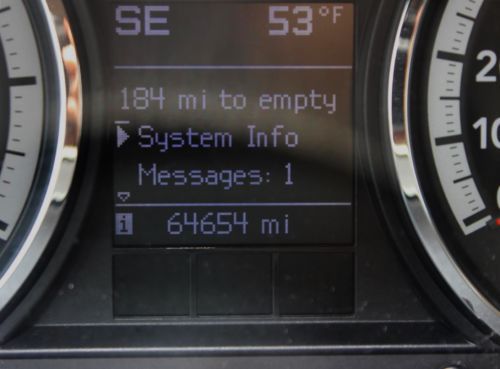 SE 53°F
184 mi to empty
System Info
Messages: 1
i 64654 mi